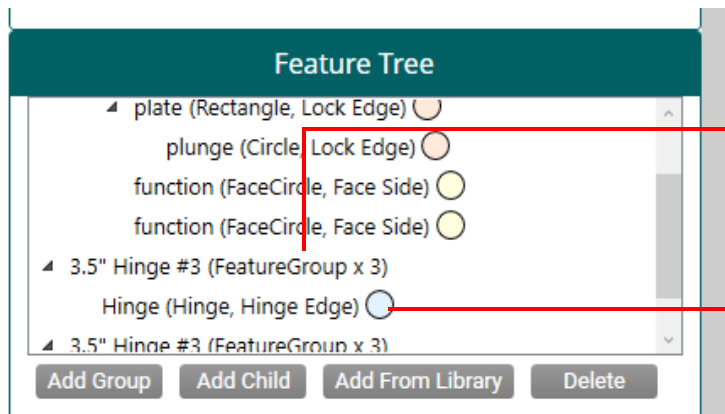 Feature Tree
plate (Rectangle, Lock Edge)
plunge (Circle, Lock Edge)
function (FaceCircle, Face Side)
function (FaceCircle, Face Side)
3.5" Hinge #3 (FeatureGroup x 3)
Hinge (Hinge, Hinge Edge)
3.5" Hinge #3 (FeatureGroup x 3)
Add Group Add Child Add From Library Delete